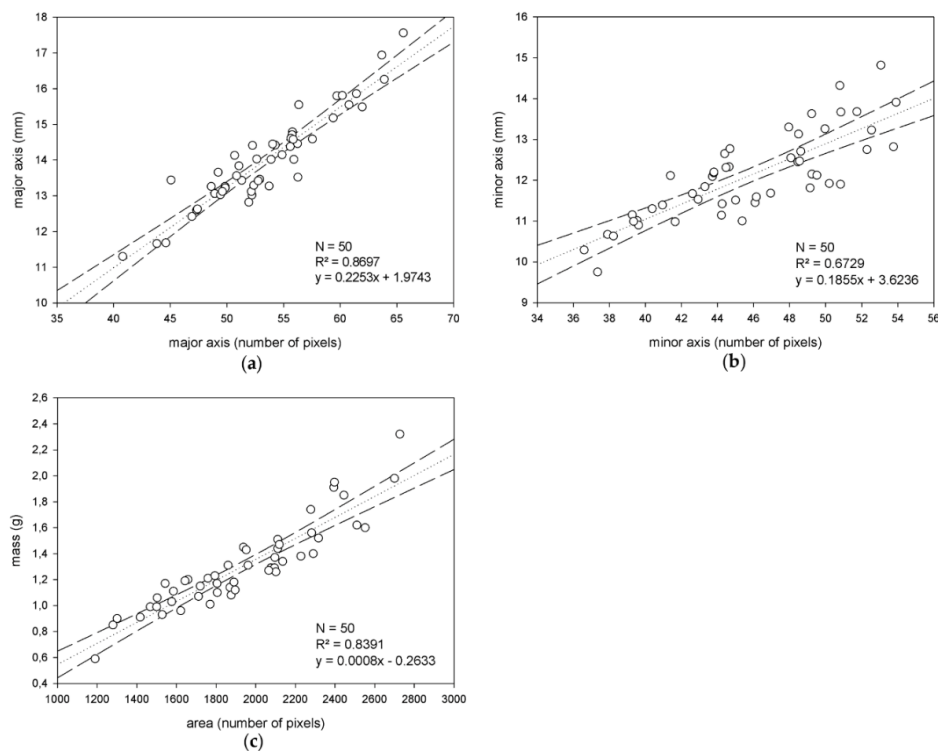 18
17
16
15
14
13
12
11
10
major axis (mm)
N = 50
R² = 0.8697
y = 0.2253x + 1.9743
35 40 45 50 55 60 65 70
major axis (number of pixels)
(a)
16
15
14
13
12
11
10
9
minor axis (mm)
N = 50
R² = 0.6729
y = 0.1855x + 3.6236
34 36 38 40 42 44 46 48 50 52 54 56
minor axis (number of pixels)
(b)
2,6
2,4
2,2
2,0
1,8
1,6
1,4
1,2
1,0
0,8
0,6
0,4
mass (g)
N = 50
R² = 0.8391
y = 0.0008x - 0.2633
1000 1200 1400 1600 1800 2000 2200 2400 2600 2800 3000
area (number of pixels)
(c)